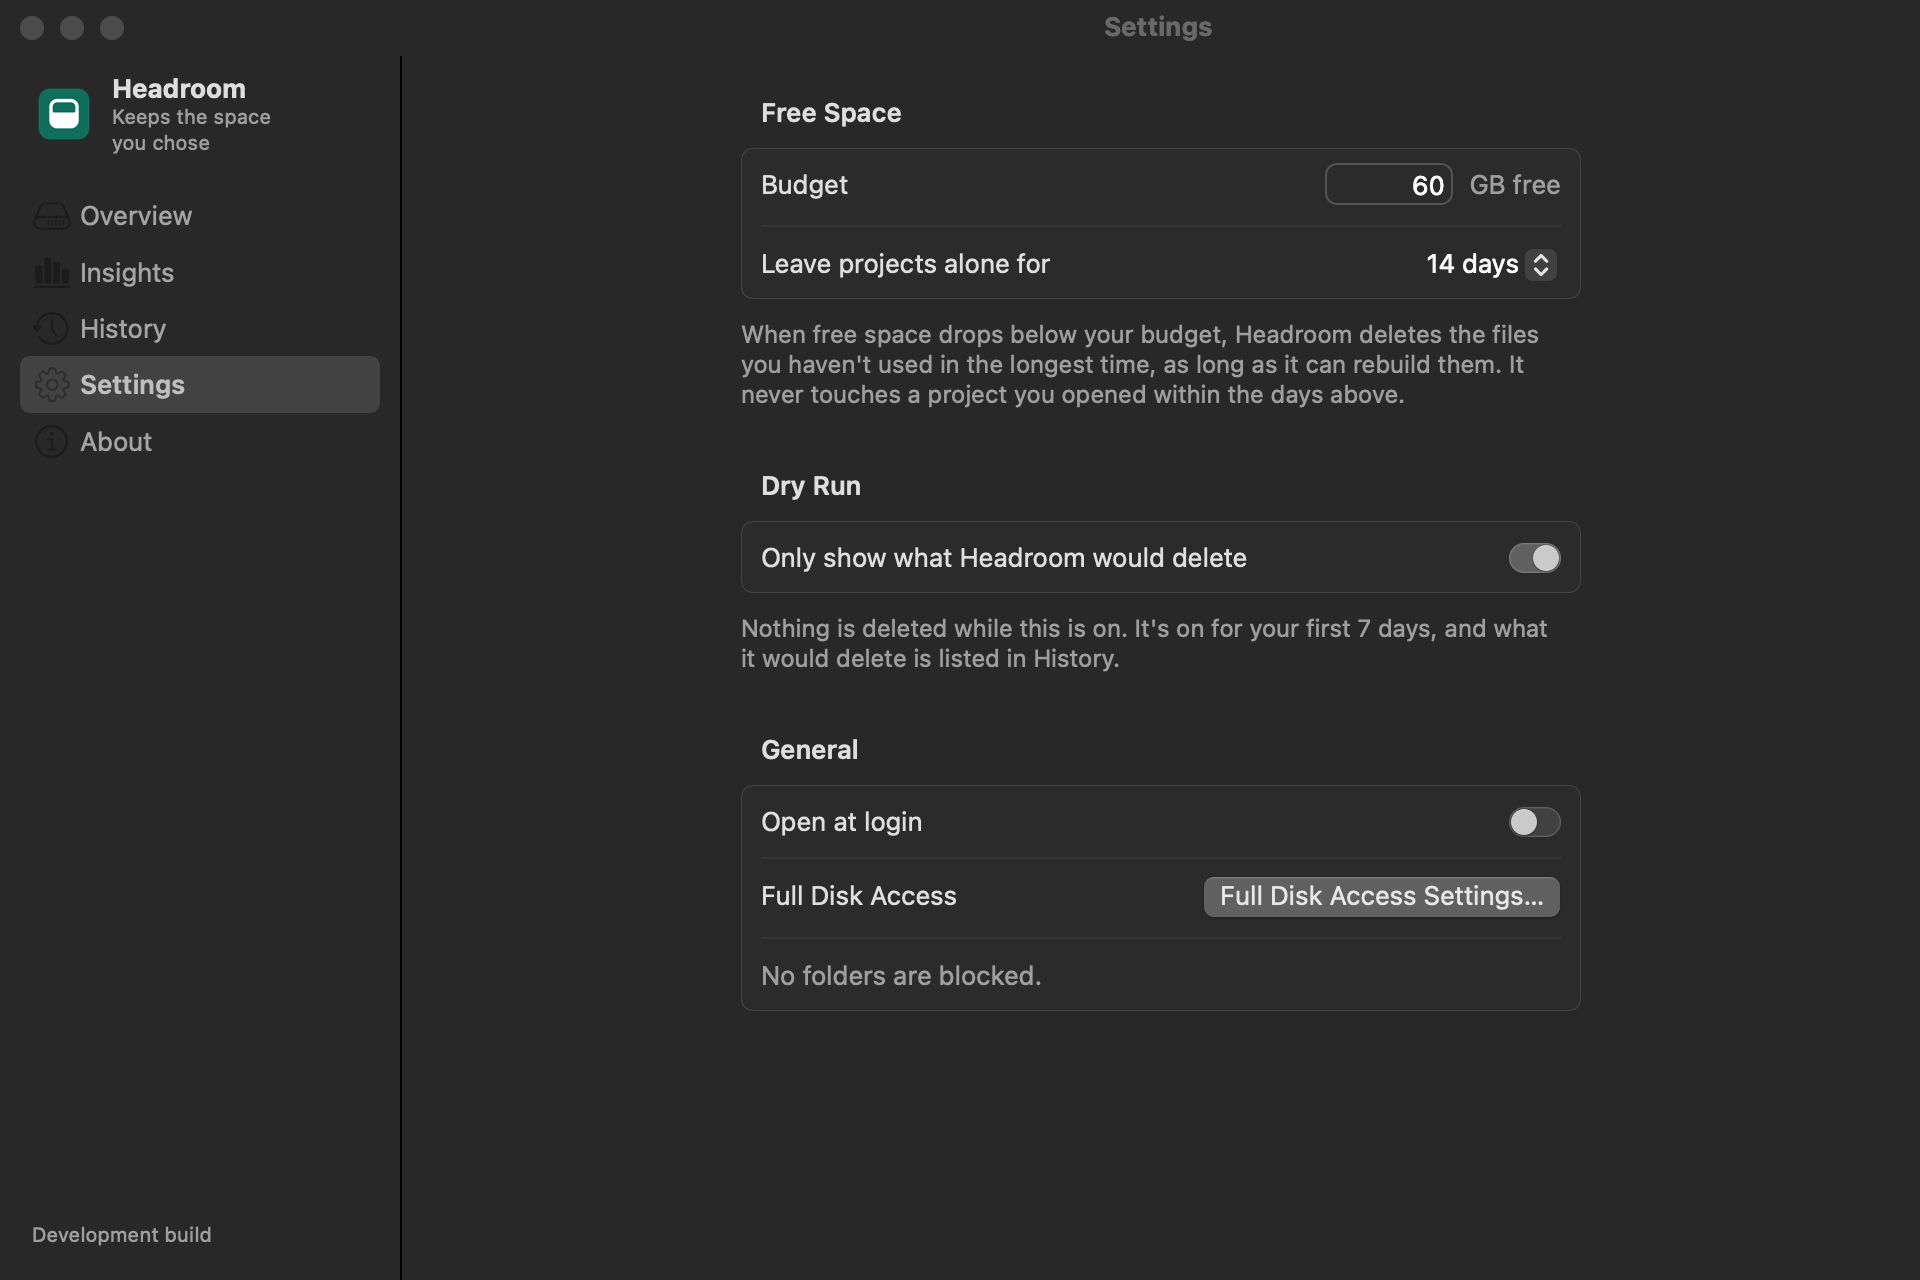 Settings
Headroom
Keeps the space
you chose
Overview
Insights
History
Settings
About
Development build
Free Space
Budget 60 GB free
Leave projects alone for 14 days
When free space drops below your budget, Headroom deletes the files
you haven't used in the longest time, as long as it can rebuild them. It
never touches a project you opened within the days above.
Dry Run
Only show what Headroom would delete
Nothing is deleted while this is on. It's on for your first 7 days, and what
it would delete is listed in History.
General
Open at login
Full Disk Access Full Disk Access Settings...
No folders are blocked.